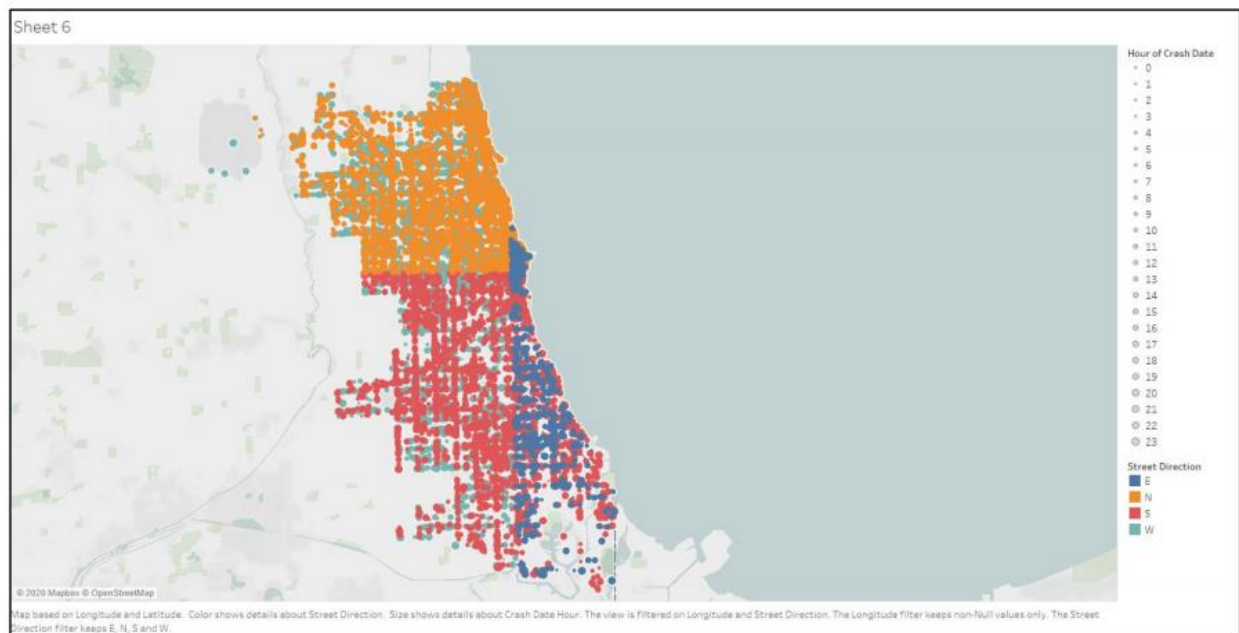 Sheet 6
Hour of Crash Date
0
1
2
3
4
5
6
7
8
9
10
11
12
13
14
15
16
17
18
19
20
21
22
23
Street Direction
E
N
S
W
© 2020 Mapbox © OpenStreetMap
Map based on Longitude and Latitude. Color shows details about Street Direction. Size shows details about Crash Date Hour. The view is filtered on Longitude and Street Direction. The Longitude filter keeps non-Null values only. The Street
Direction filter keeps E, N, S and W.